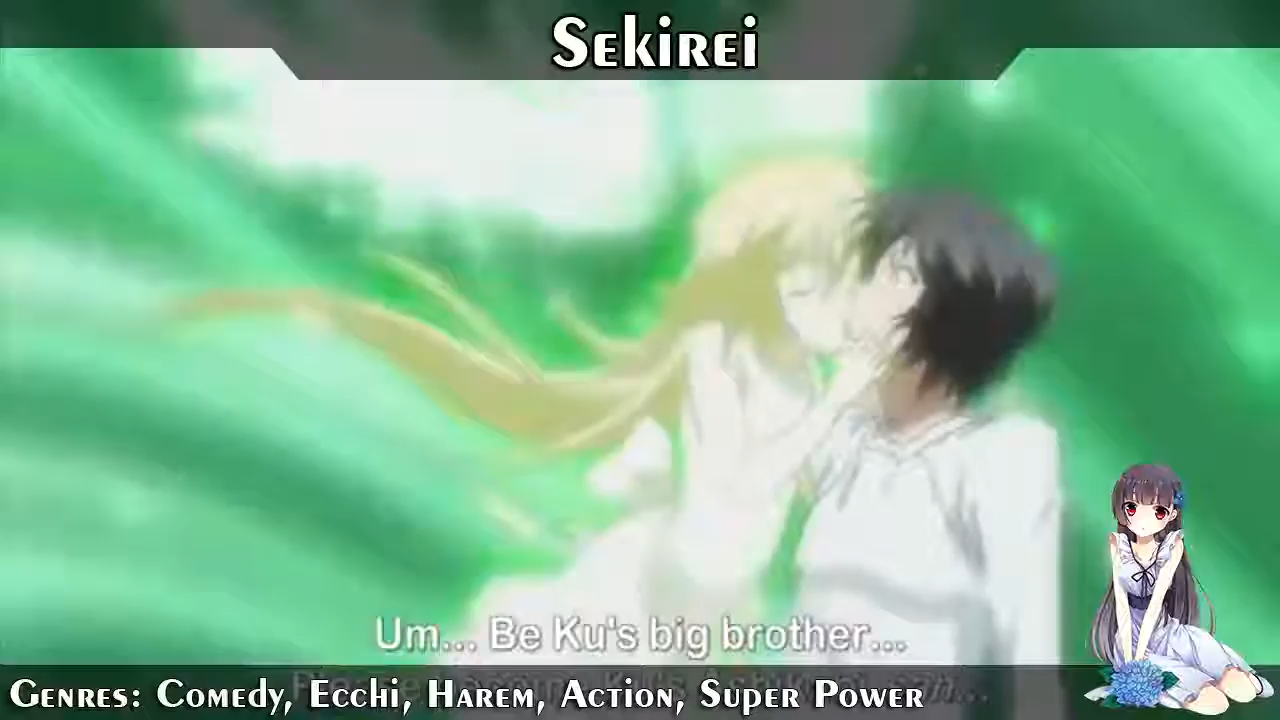 Sekirei
Um... Be Ku's big brother...
Genres: Comedy, Ecchi, Harem, Action, Super Power